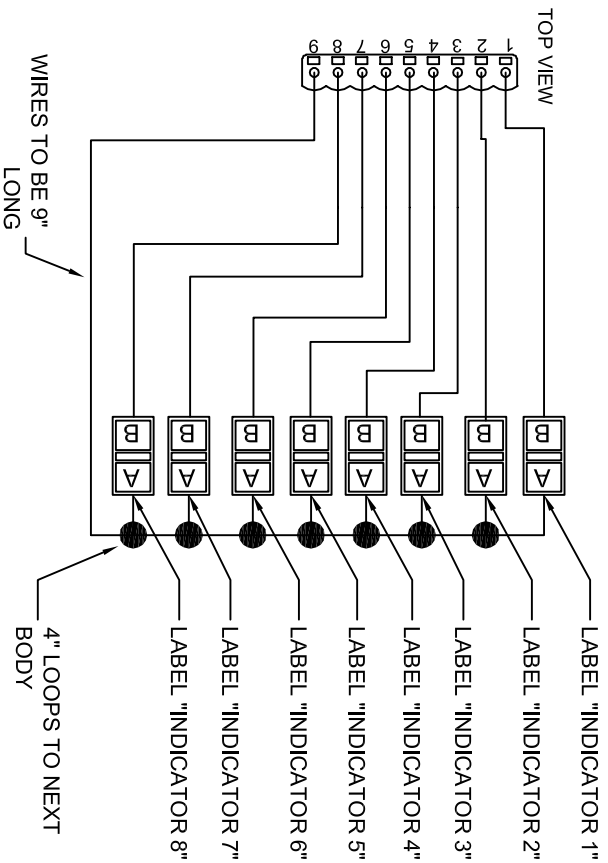 TOP VIEW
1
2
3
4
5
6
7
8
9
WIRES TO BE 9"
LONG
B A
B A
B A
B A
B A
B A
B A
B A
LABEL "INDICATOR 1"
LABEL "INDICATOR 2"
LABEL "INDICATOR 3"
LABEL "INDICATOR 4"
LABEL "INDICATOR 5"
LABEL "INDICATOR 6"
LABEL "INDICATOR 7"
LABEL "INDICATOR 8"
4" LOOPS TO NEXT
BODY